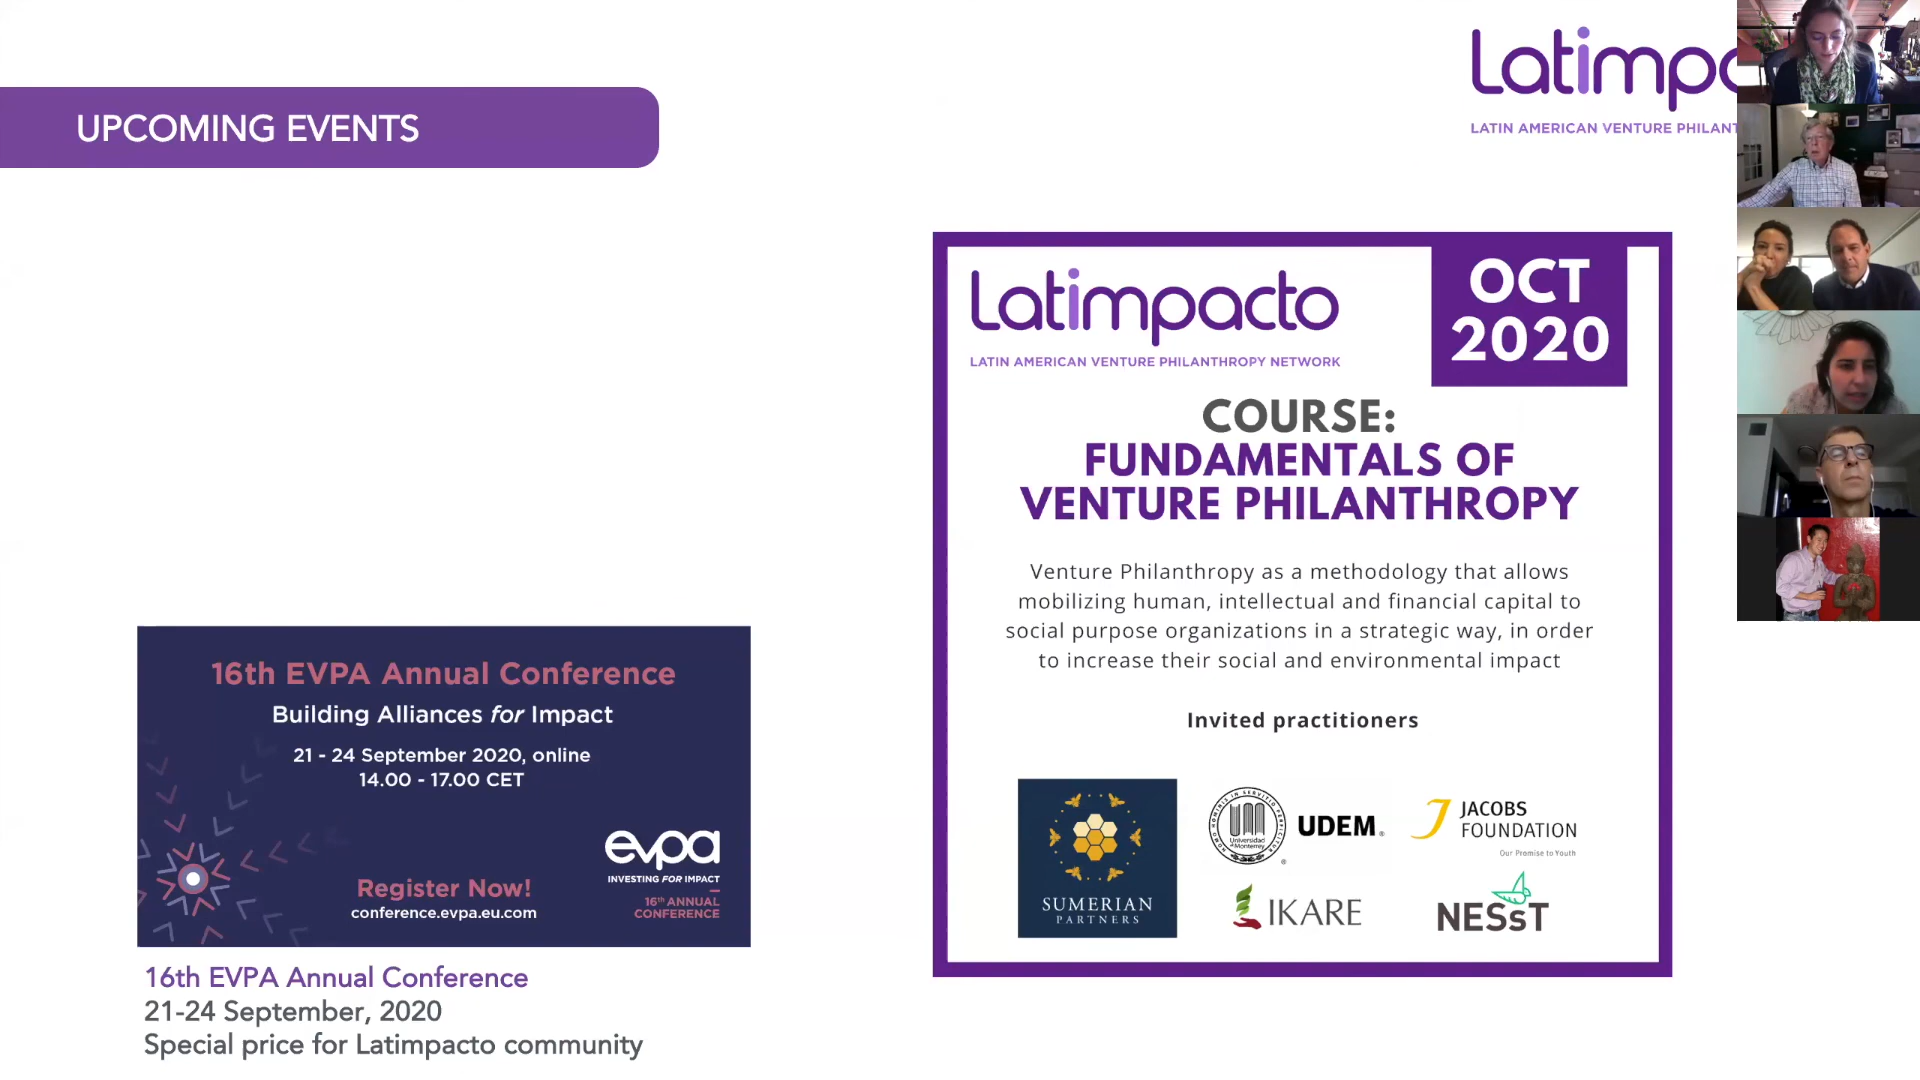 UPCOMING EVENTS
Latimpac
LATIN AMERICAN VENTURE PHILANT
Latimpacto
LATIN AMERICAN VENTURE PHILANTHROPY NETWORK
OCT
2020
COURSE:
FUNDAMENTALS OF
VENTURE PHILANTHROPY
Venture Philanthropy as a methodology that allows
mobilizing human, intellectual and financial capital to
social purpose organizations in a strategic way, in order
to increase their social and environmental impact
Invited practitioners
SUMERIAN
PARTNERS
Universidad
de Monterrey
UDEM
JACOBS
FOUNDATION
Our Promise to Youth
IKARE
NESsT
16th EVPA Annual Conference
Building Alliances for Impact
21 - 24 September 2020, online
14.00 - 17.00 CET
Register Now!
conference.evpa.eu.com
evpa
INVESTING FOR IMPACT
16th ANNUAL
CONFERENCE
16th EVPA Annual Conference
21-24 September, 2020
Special price for Latimpacto community